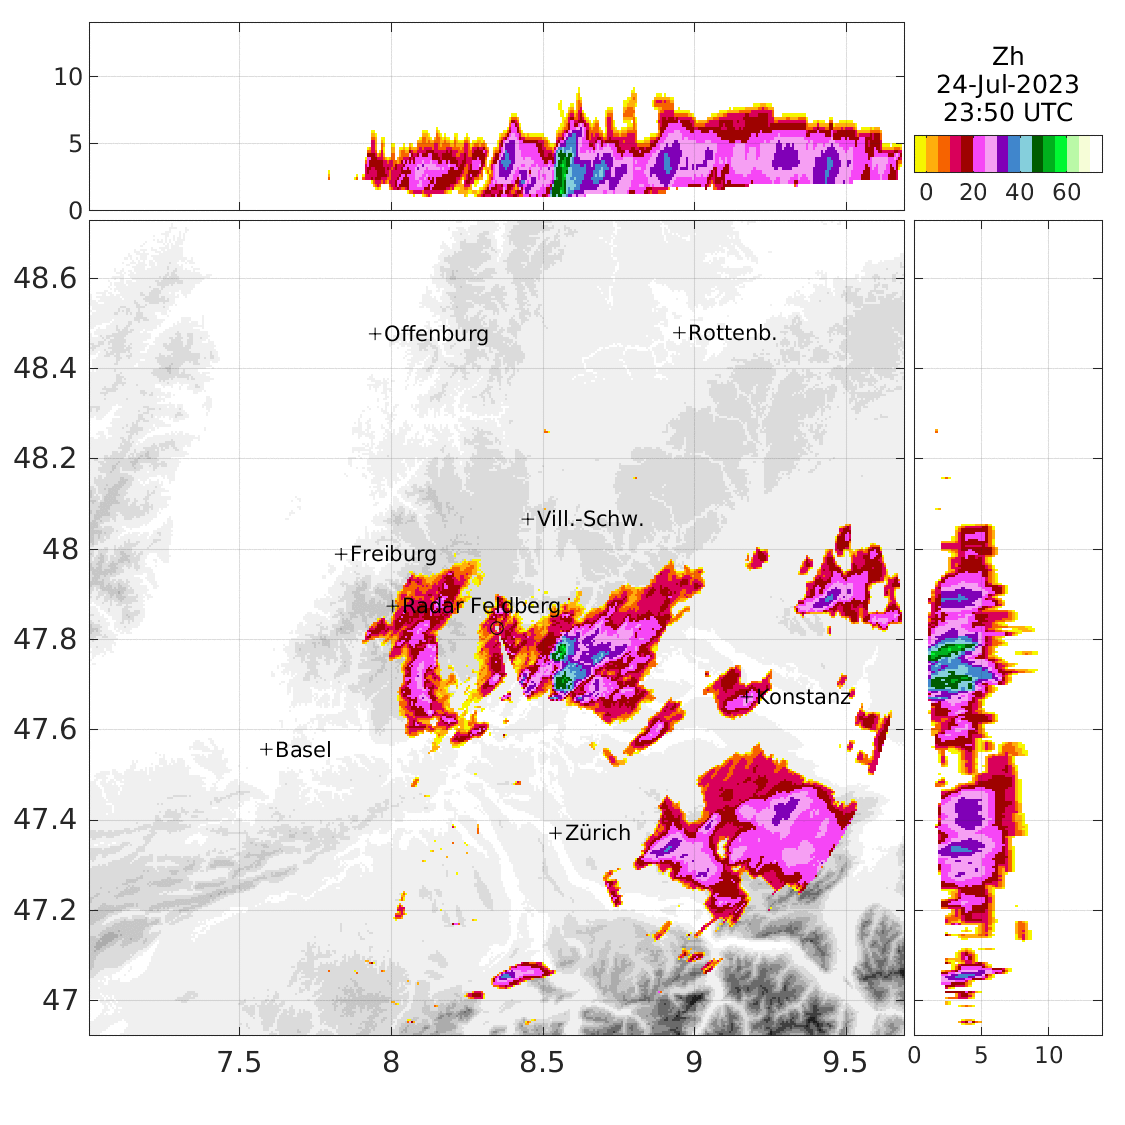 10
5
0
Zh
24-Jul-2023
23:50 UTC
0 20 40 60
48.6
48.4
48.2
48
47.8
47.6
47.4
47.2
47
+Offenburg
+Rottenb.
+Vill.-Schw.
+Freiburg
+Radar Feldberg
+Konstanz
+Basel
+Zürich
7.5 8 8.5 9 9.5
0 5 10